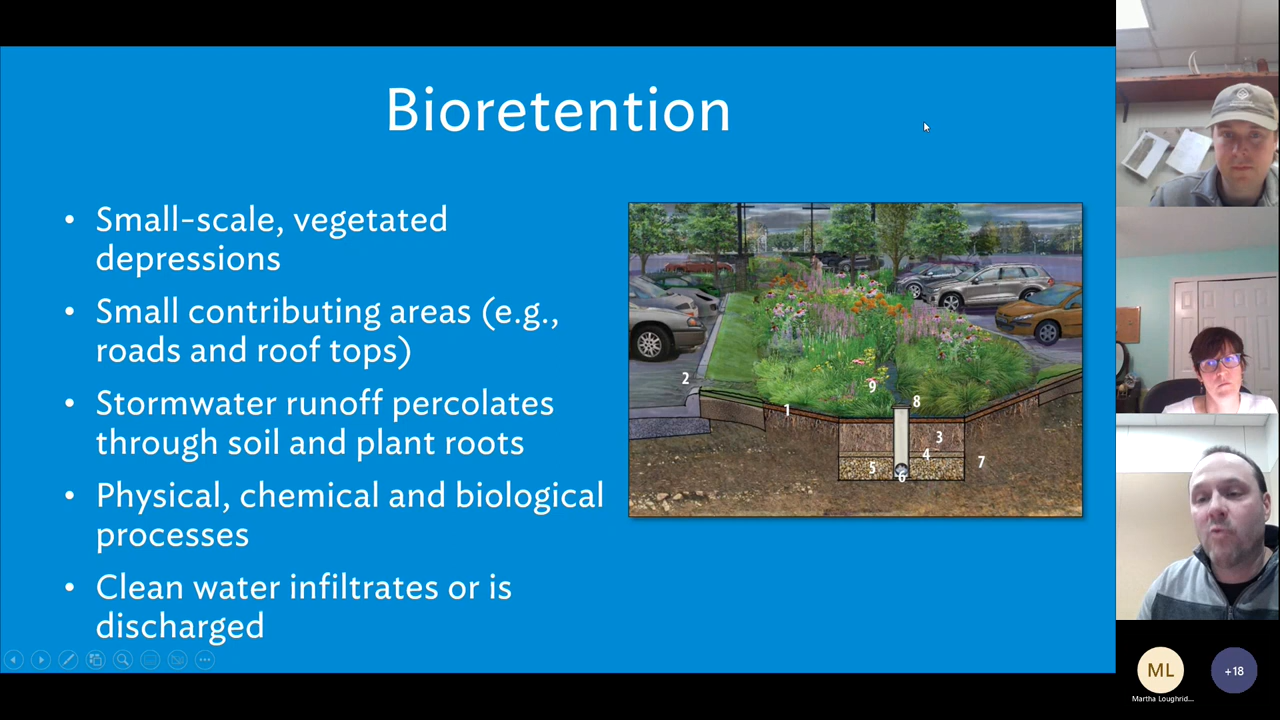 Bioretention
• Small-scale, vegetated
depressions
• Small contributing areas (e.g.,
roads and roof tops)
• Stormwater runoff percolates
through soil and plant roots
• Physical, chemical and biological
processes
• Clean water infiltrates or is
discharged
2
1
9
8
3
4
5
6
7
ML
Martha Loughrid...
+18